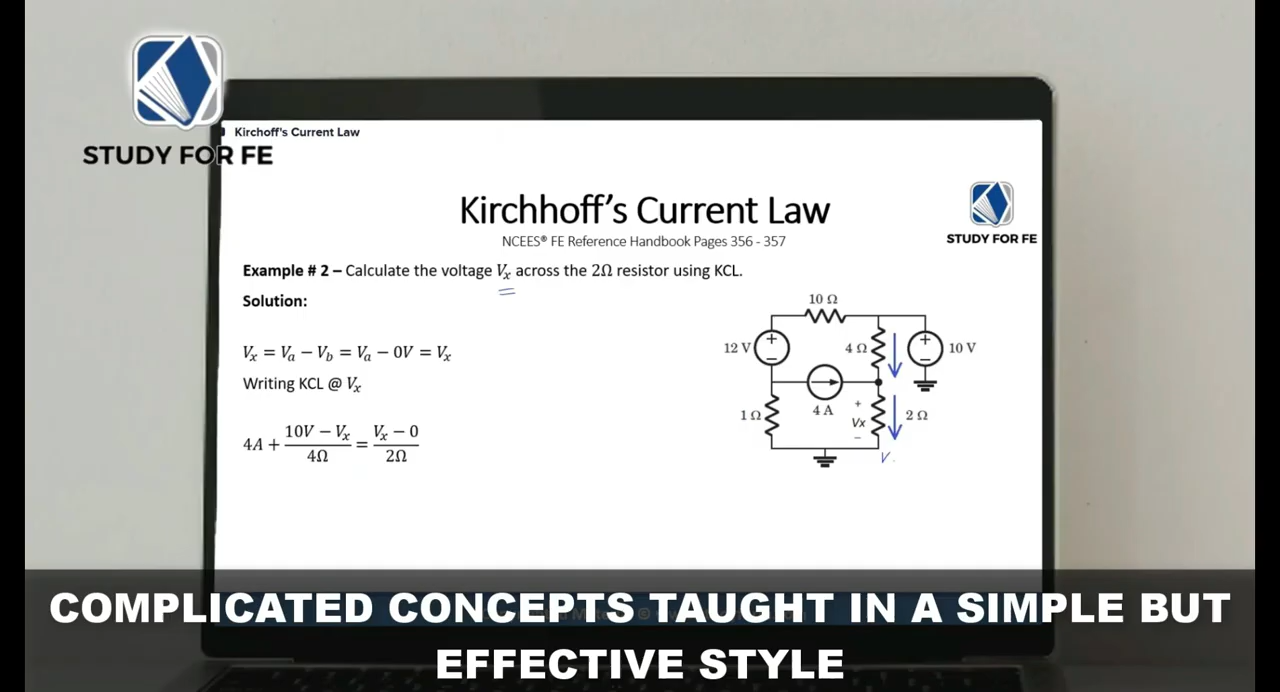 STUDY FOR FE
Kirchoff's Current Law
Kirchhoff's Current Law
NCEES® FE Reference Handbook Pages 356 - 357
STUDY FOR FE
Example # 2 – Calculate the voltage Vₓ across the 2Ω resistor using KCL.
Solution:
Vₓ = Vₐ − V_b = Vₐ − 0V = Vₓ
Writing KCL @ Vₓ
4A + (10V − Vₓ)/4Ω = (Vₓ − 0)/2Ω
10 Ω
12 V
+
−
4 Ω
+
−
10 V
1 Ω
4 A
+
Vx
−
2 Ω
V
COMPLICATED CONCEPTS TAUGHT IN A SIMPLE BUT
EFFECTIVE STYLE